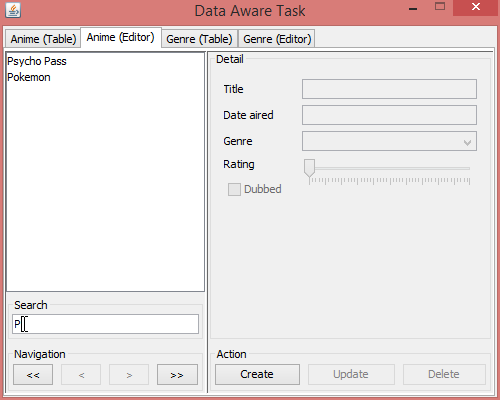 Data Aware Task
Anime (Table) Anime (Editor) Genre (Table) Genre (Editor)
Psycho Pass
Pokemon
Search
P
Navigation
<< < > >>
Detail
Title
Date aired
Genre
Rating
Dubbed
Action
Create Update Delete